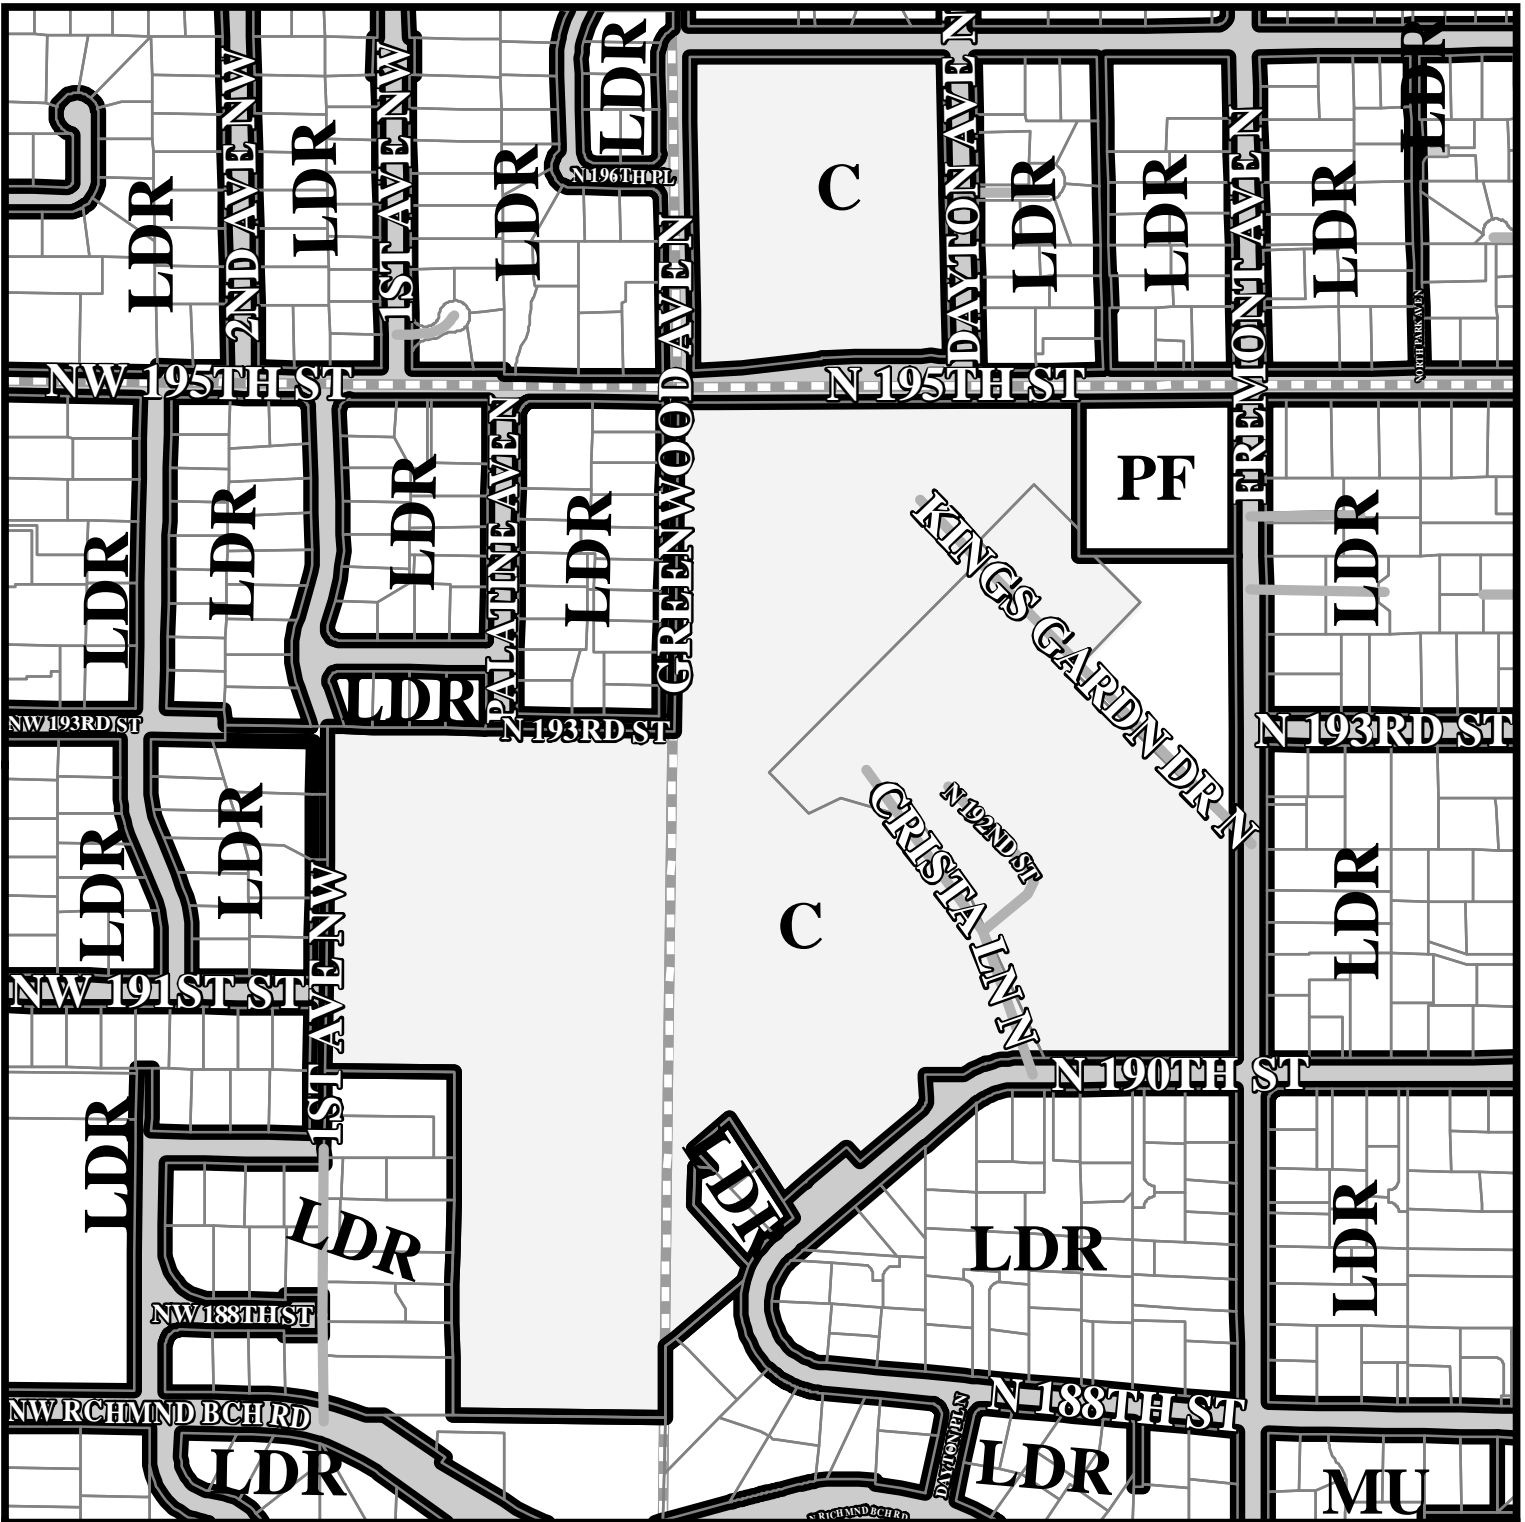 LDR
LDR
2ND AVE NW
LDR
1ST AVE NW
LDR
N 196TH PL
LDR
GREENWOOD AVE N
C
DAYTON AVE N
LDR
LDR
FREMONT AVE N
LDR
NORTH PARK AVE N
LDR
NW 195TH ST
N 195TH ST
LDR
LDR
LDR
PALATINE AVE N
LDR
PF
LDR
KINGS GARDN DR N
LDR
NW 193RD ST
N 193RD ST
N 193RD ST
LDR
LDR
CRISTA LN N
N 192ND ST
C
LDR
NW 191ST ST
1ST AVE NW
N 190TH ST
LDR
LDR
LDR
LDR
LDR
NW 188TH ST
NW RCHMND BCH RD
N 188TH ST
DAYTON PL N
LDR
LDR
MU
N RICHMND BCH RD